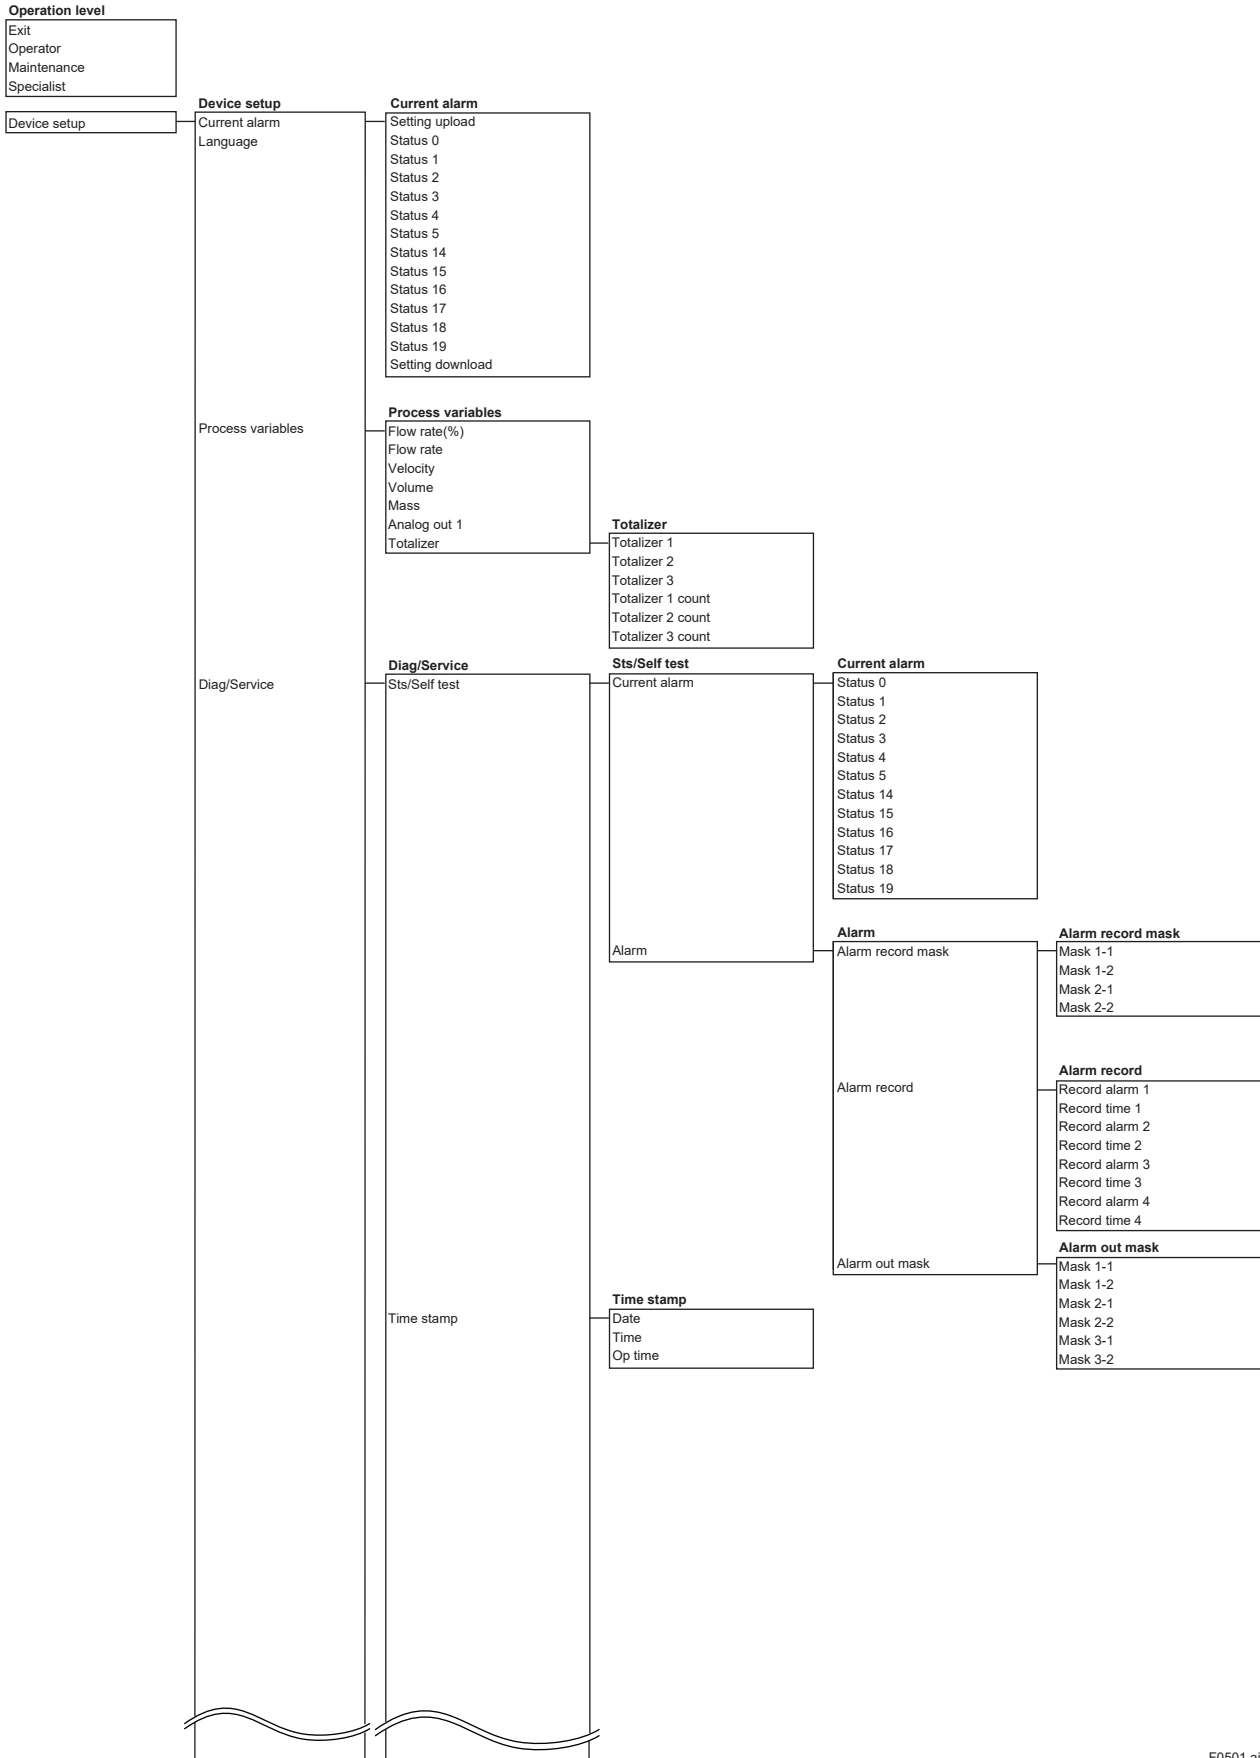 Operation level
Exit
Operator
Maintenance
Specialist
Device setup
Device setup
Current alarm
Language
Process variables
Diag/Service
Current alarm
Setting upload
Status 0
Status 1
Status 2
Status 3
Status 4
Status 5
Status 14
Status 15
Status 16
Status 17
Status 18
Status 19
Setting download
Process variables
Flow rate(%)
Flow rate
Velocity
Volume
Mass
Analog out 1
Totalizer
Totalizer
Totalizer 1
Totalizer 2
Totalizer 3
Totalizer 1 count
Totalizer 2 count
Totalizer 3 count
Diag/Service
Sts/Self test
Time stamp
Sts/Self test
Current alarm
Alarm
Current alarm
Status 0
Status 1
Status 2
Status 3
Status 4
Status 5
Status 14
Status 15
Status 16
Status 17
Status 18
Status 19
Alarm
Alarm record mask
Alarm record
Alarm out mask
Alarm record mask
Mask 1-1
Mask 1-2
Mask 2-1
Mask 2-2
Alarm record
Record alarm 1
Record time 1
Record alarm 2
Record time 2
Record alarm 3
Record time 3
Record alarm 4
Record time 4
Alarm out mask
Mask 1-1
Mask 1-2
Mask 2-1
Mask 2-2
Mask 3-1
Mask 3-2
Time stamp
Date
Time
Op time